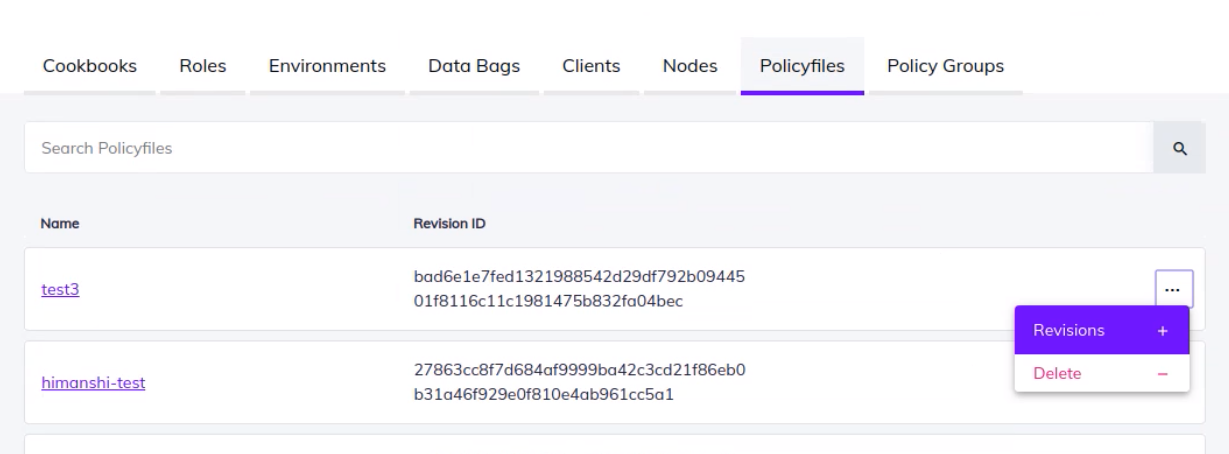 Cookbooks Roles Environments Data Bags Clients Nodes Policyfiles Policy Groups
Search Policyfiles
Name Revision ID
test3 bad6e1e7fed1321988542d29df792b09445
01f8116c11c1981475b832fa04bec
...
Revisions +
Delete −
himanshi-test 27863cc8f7d684af9999ba42c3cd21f86eb0
b31a46f929e0f810e4ab961cc5a1